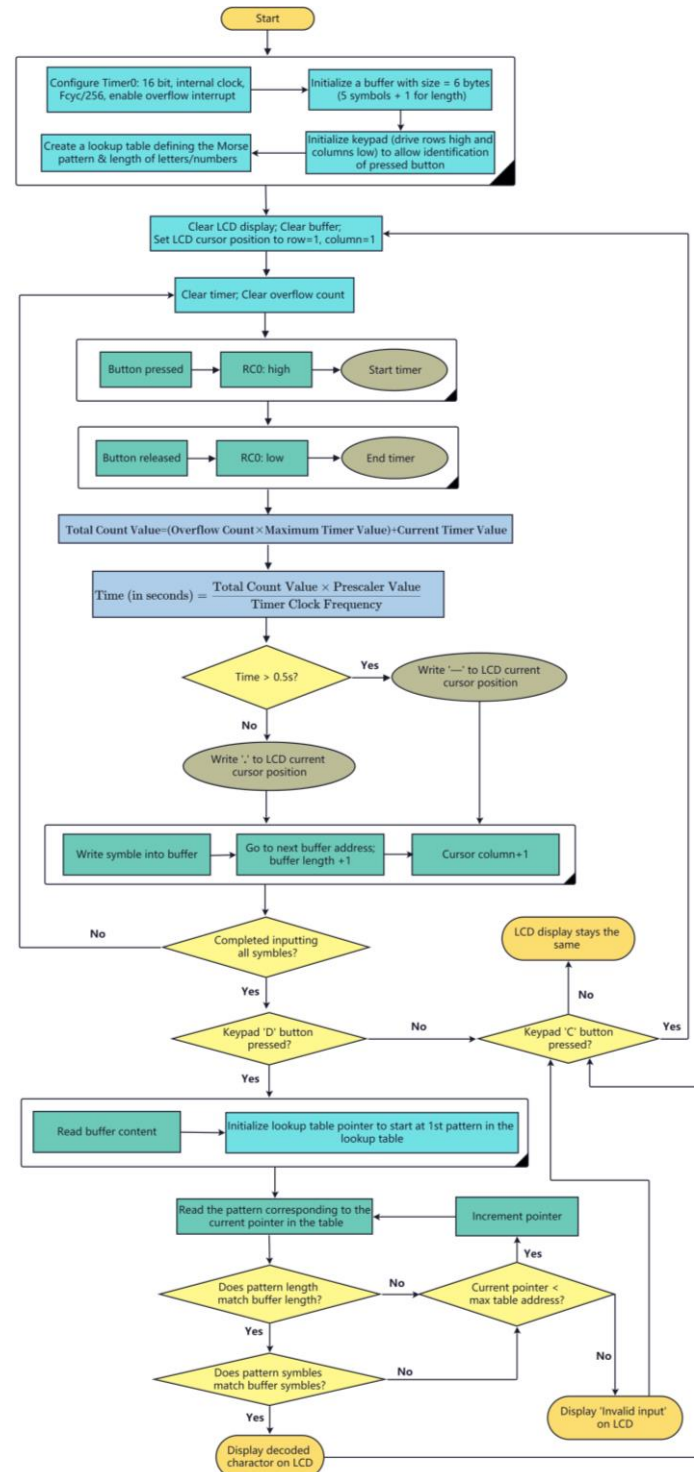 Start
Configure Timer0: 16 bit, internal clock,
Fcyc/256, enable overflow interrupt
Initialize a buffer with size = 6 bytes
(5 symbols + 1 for length)
Create a lookup table defining the Morse
pattern & length of letters/numbers
Initialize keypad (drive rows high and
columns low) to allow identification
of pressed button
Clear LCD display; Clear buffer;
Set LCD cursor position to row=1, column=1
Clear timer; Clear overflow count
Button pressed
RC0: high
Start timer
Button released
RC0: low
End timer
Total Count Value=(Overflow Count×Maximum Timer Value)+Current Timer Value
Time (in seconds) = Total Count Value × Prescaler Value
Timer Clock Frequency
Time > 0.5s?
Yes
Write '—' to LCD current
cursor position
No
Write '.' to LCD current
cursor position
Write symble into buffer
Go to next buffer address;
buffer length +1
Cursor column+1
No
Completed inputting
all symbles?
LCD display stays the
same
Yes
No
Keypad 'D' button
pressed?
No
Keypad 'C' button
pressed?
Yes
Yes
Read buffer content
Initialize lookup table pointer to start at 1st pattern in the
lookup table
Read the pattern corresponding to the
current pointer in the table
Increment pointer
Yes
Does pattern length
match buffer length?
No
Current pointer <
max table address?
Yes
No
Does pattern symbles
match buffer symbles?
No
Yes
Display 'Invalid input'
on LCD
Display decoded
charactor on LCD